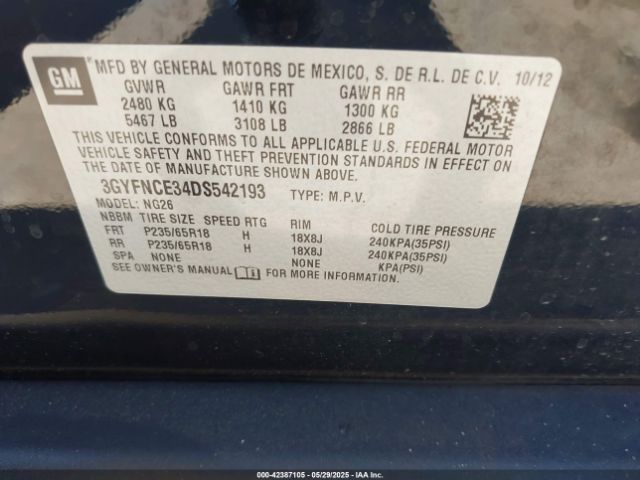 GM
MFD BY GENERAL MOTORS DE MEXICO, S. DE R.L. DE C.V. 10/12
GVWR GAWR FRT GAWR RR
2480 KG 1410 KG 1300 KG
5467 LB 3108 LB 2866 LB
THIS VEHICLE CONFORMS TO ALL APPLICABLE U.S. FEDERAL MOTOR
VEHICLE SAFETY AND THEFT PREVENTION STANDARDS IN EFFECT ON
THE DATE OF MANUFACTURE SHOWN ABOVE.
3GYFNCE34DS542193 TYPE: M.P.V.
MODEL: NG26
NBBM TIRE SIZE SPEED RTG RIM COLD TIRE PRESSURE
FRT P235/65R18 H 18X8J 240KPA(35PSI)
RR P235/65R18 H 18X8J 240KPA(35PSI)
SPA NONE NONE KPA(PSI)
SEE OWNER'S MANUAL FOR MORE INFORMATION.
000-42387105 - 05/29/2025 - IAA Inc.